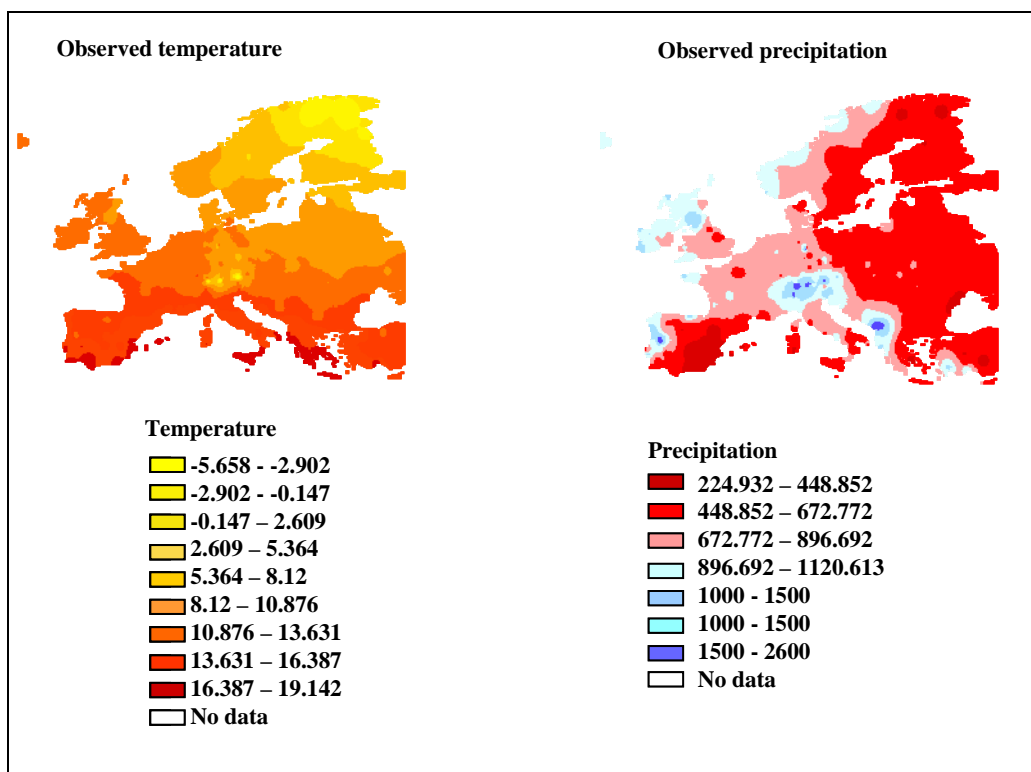 Observed temperature
Observed precipitation
Temperature
-5.658 - -2.902
-2.902 - -0.147
-0.147 – 2.609
2.609 - 5.364
5.364 – 8.12
8.12 – 10.876
10.876 – 13.631
13.631 – 16.387
16.387 – 19.142
No data
Precipitation
224.932 – 448.852
448.852 – 672.772
672.772 – 896.692
896.692 – 1120.613
1000 - 1500
1000 - 1500
1500 - 2600
No data